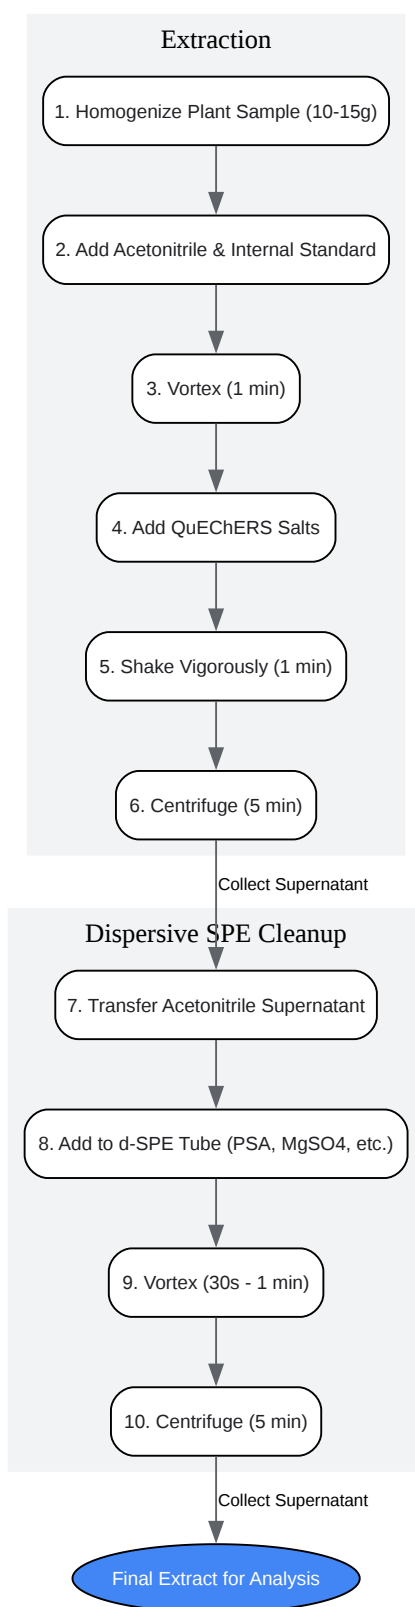 Extraction
1. Homogenize Plant Sample (10-15g)
2. Add Acetonitrile & Internal Standard
3. Vortex (1 min)
4. Add QuEChERS Salts
5. Shake Vigorously (1 min)
6. Centrifuge (5 min)
Collect Supernatant
Dispersive SPE Cleanup
7. Transfer Acetonitrile Supernatant
8. Add to d-SPE Tube (PSA, MgSO4, etc.)
9. Vortex (30s - 1 min)
10. Centrifuge (5 min)
Collect Supernatant
Final Extract for Analysis